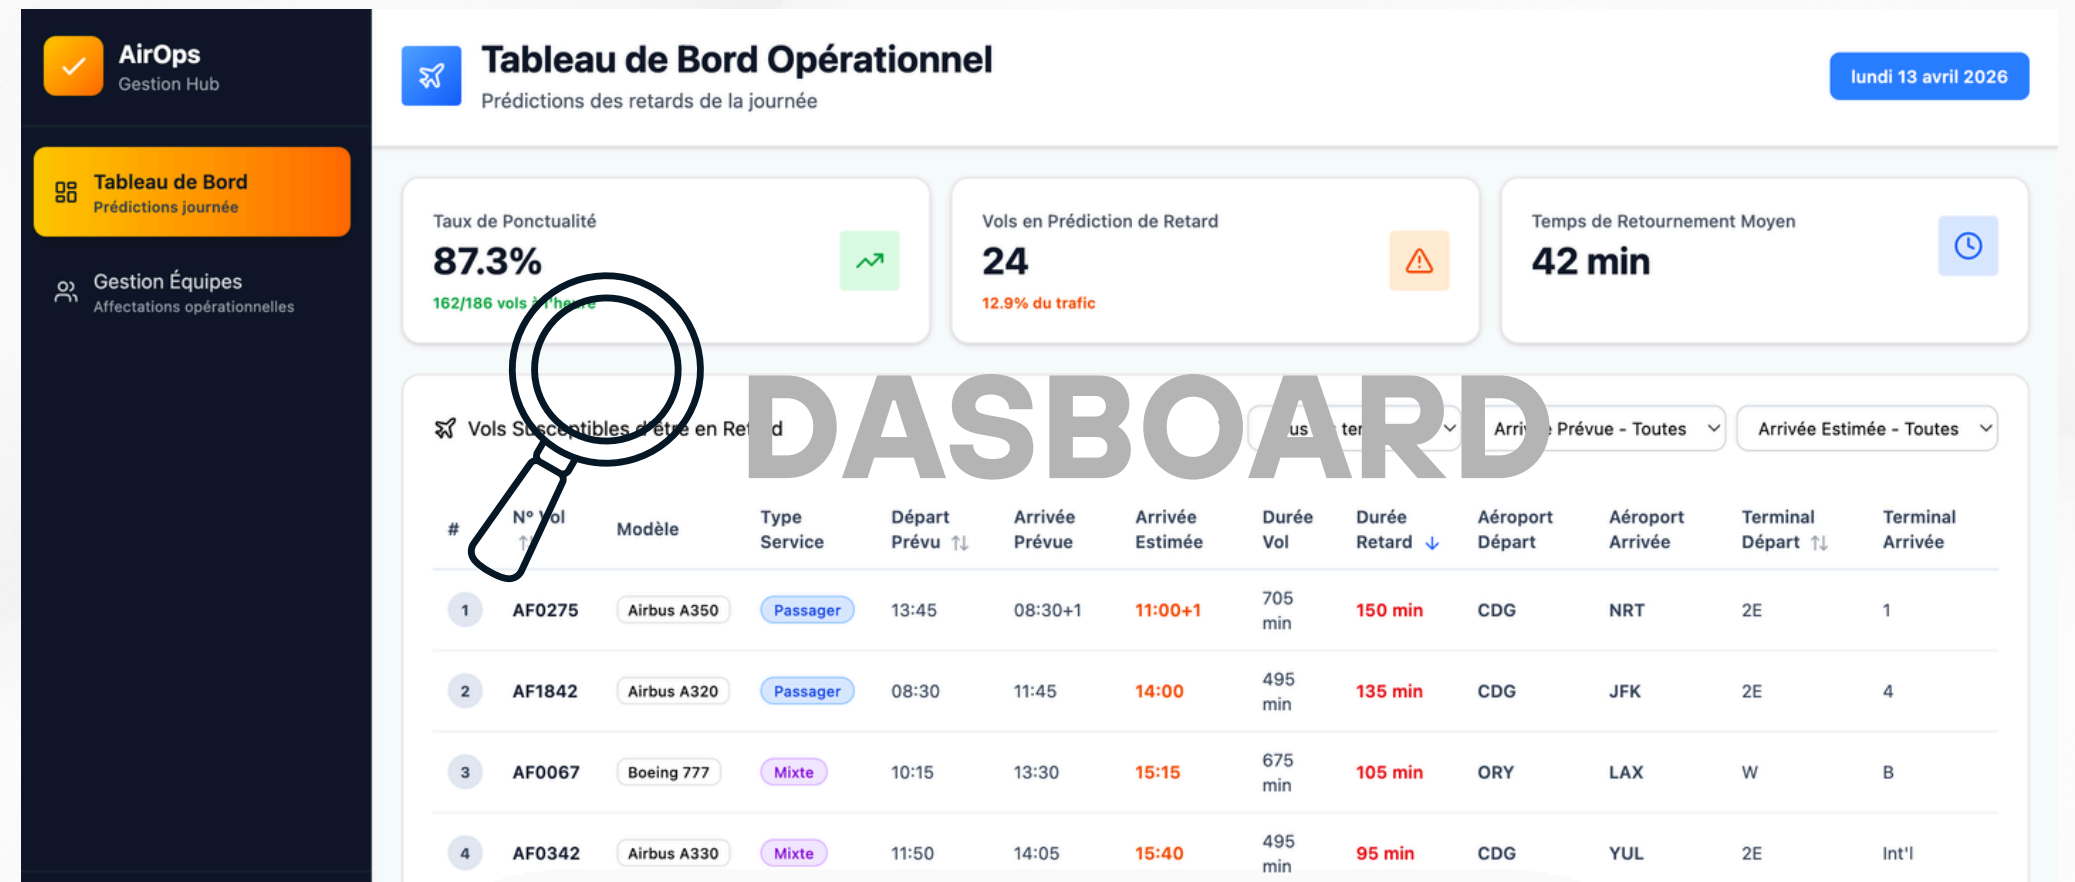 AirOps
Gestion Hub
Tableau de Bord
Prédictions journée
Gestion Équipes
Affectations opérationnelles
Tableau de Bord Opérationnel
Prédictions des retards de la journée
lundi 13 avril 2026
Taux de Ponctualité
87.3%
162/186 vols à l'heure
Vols en Prédiction de Retard
24
12.9% du trafic
Temps de Retournement Moyen
42 min
DASBOARD
Vols Susceptibles d'être en Retard
Arrivée Prévue - Toutes
Arrivée Estimée - Toutes
# N° Vol Modèle Type Service Départ Prévu Arrivée Prévue Arrivée Estimée Durée Vol Durée Retard Aéroport Départ Aéroport Arrivée Terminal Départ Terminal Arrivée
1 AF0275 Airbus A350 Passager 13:45 08:30+1 11:00+1 705 min 150 min CDG NRT 2E 1
2 AF1842 Airbus A320 Passager 08:30 11:45 14:00 495 min 135 min CDG JFK 2E 4
3 AF0067 Boeing 777 Mixte 10:15 13:30 15:15 675 min 105 min ORY LAX W B
4 AF0342 Airbus A330 Mixte 11:50 14:05 15:40 495 min 95 min CDG YUL 2E Int'l